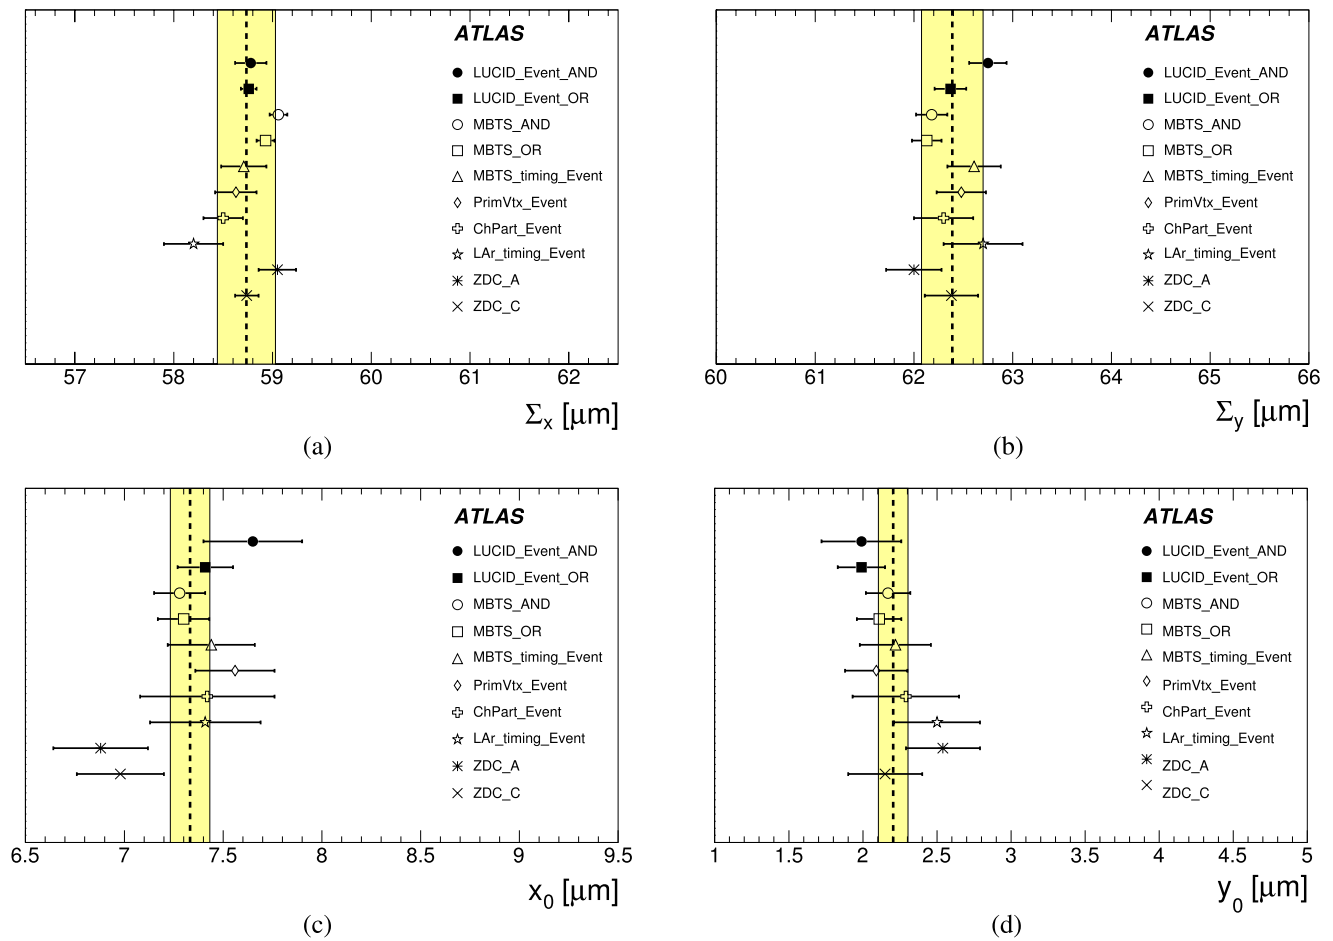 ATLAS
LUCID_Event_AND
LUCID_Event_OR
MBTS_AND
MBTS_OR
MBTS_timing_Event
PrimVtx_Event
ChPart_Event
LAr_timing_Event
ZDC_A
ZDC_C
57 58 59 60 61 62
Σx [μm]
(a)
ATLAS
LUCID_Event_AND
LUCID_Event_OR
MBTS_AND
MBTS_OR
MBTS_timing_Event
PrimVtx_Event
ChPart_Event
LAr_timing_Event
ZDC_A
ZDC_C
60 61 62 63 64 65 66
Σy [μm]
(b)
ATLAS
LUCID_Event_AND
LUCID_Event_OR
MBTS_AND
MBTS_OR
MBTS_timing_Event
PrimVtx_Event
ChPart_Event
LAr_timing_Event
ZDC_A
ZDC_C
6.5 7 7.5 8 8.5 9 9.5
x0 [μm]
(c)
ATLAS
LUCID_Event_AND
LUCID_Event_OR
MBTS_AND
MBTS_OR
MBTS_timing_Event
PrimVtx_Event
ChPart_Event
LAr_timing_Event
ZDC_A
ZDC_C
1 1.5 2 2.5 3 3.5 4 4.5 5
y0 [μm]
(d)